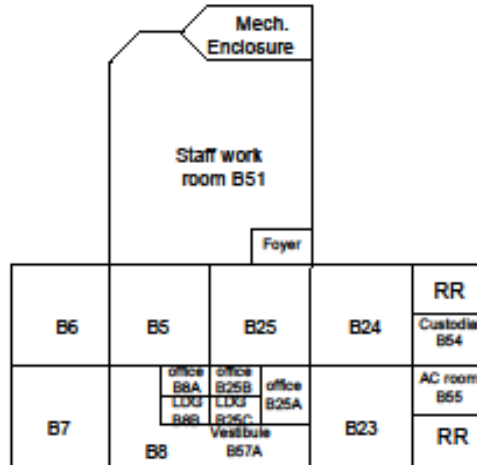 Mech.
Enclosure
Staff work
room B51
Foyer
B6
B5
B25
B24
RR
Custodia
B54
office
B8A
office
B25B
office
B25A
AC room
B55
LDG
B8B
LDG
B25C
B7
B8
Vestibule
B57A
B23
RR